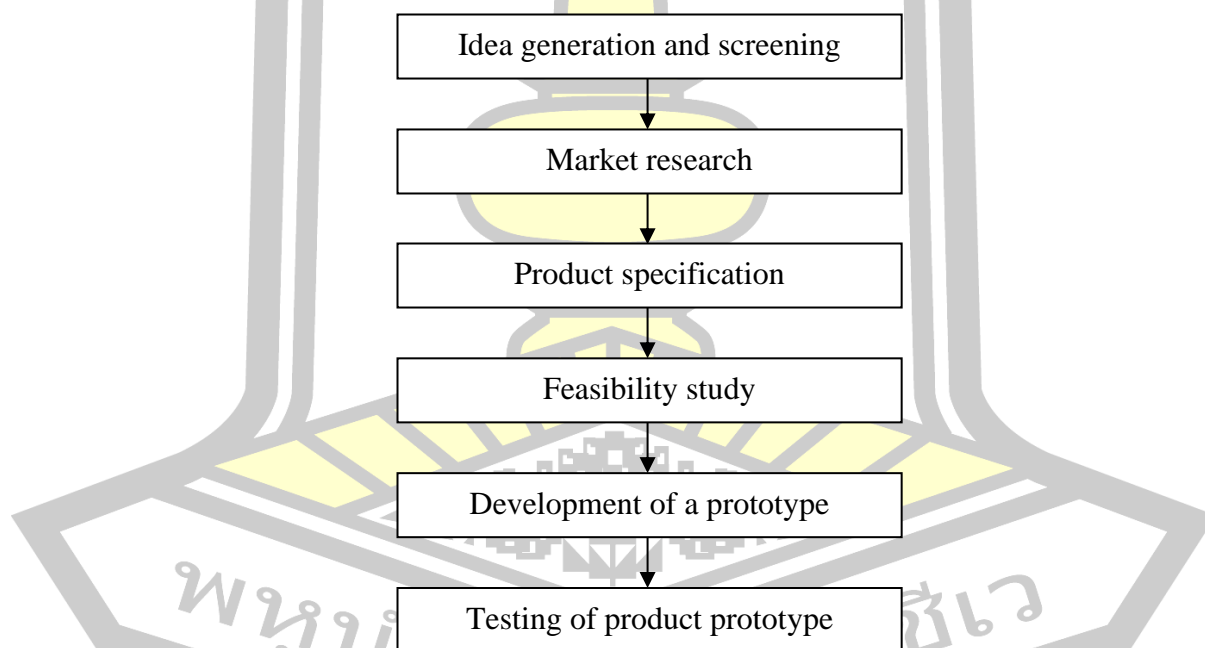 Idea generation and screening
Market research
Product specification
Feasibility study
Development of a prototype
Testing of product prototype